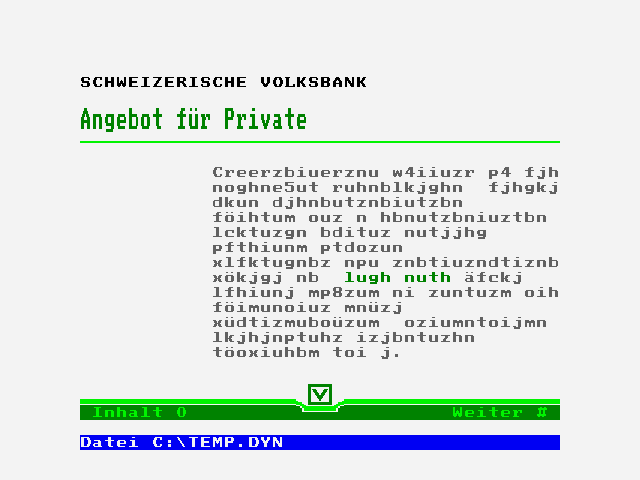 SCHWEIZERISCHE VOLKSBANK
Angebot für Private
Creerzbiuerznu w4iiuzr p4 fjh
noghne5ut ruhnblkjghn fjhgkj
dkun djhnbutznbiutzbn
föihtum ouz n hbnutzbniuztbn
lcktuzgn bdituz nutjjhg
pfthiunm ptdozun
xlfktugnbz npu znbtiuzndtiznb
xökjgj nb lugh nuth äfckj
lfhiunj mp8zum ni zuntuzm oih
föimunoiuz mnüzj
xüdtizmuboüzum oziumntoijmn
lkjhjnptuhz izjbntuzhn
töoxiuhbm toi j.
Inhalt 0 Weiter #
Datei C:\TEMP.DYN